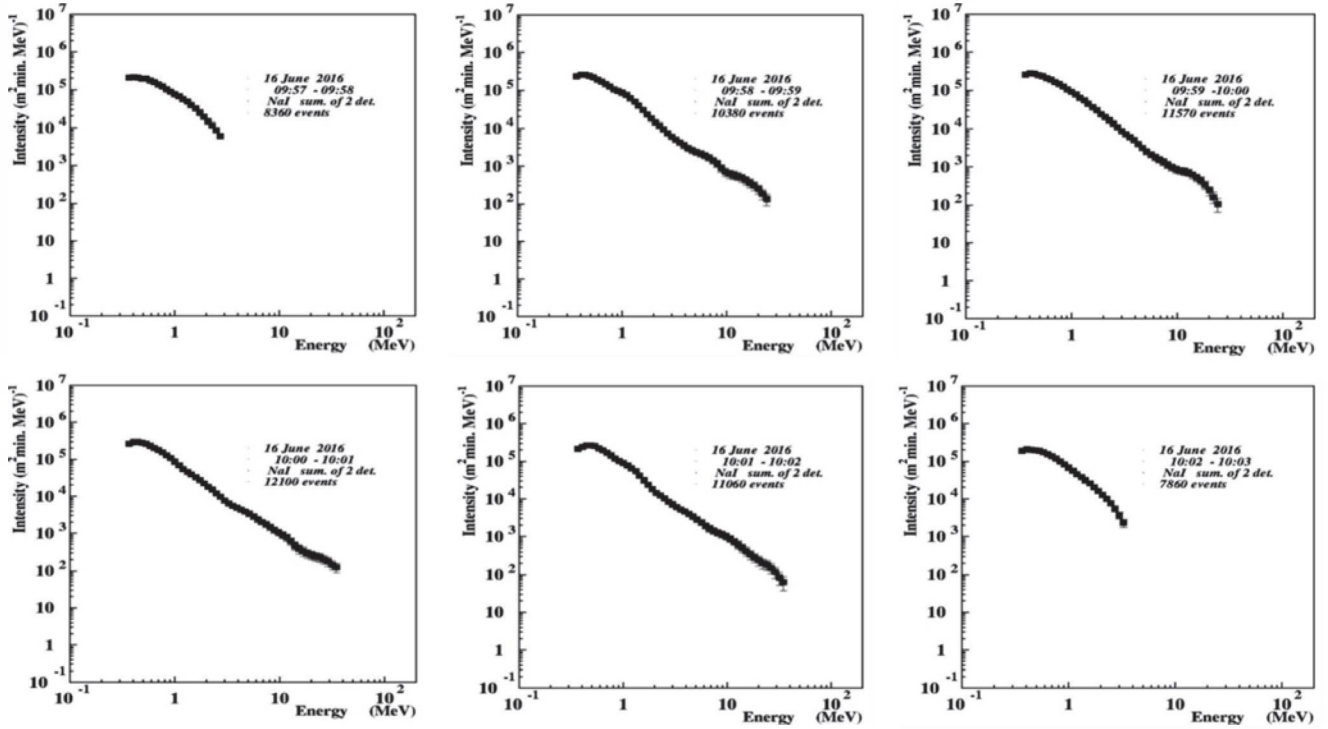 10^7
10^6
10^5
10^4
10^3
10^2
10
1
10^-1
Intensity (m^2min. MeV)^-1
16 June 2016
09:57 - 09:58
NaI sum. of 2 det.
8360 events
10^-1 1 10 10^2
Energy (MeV)
10^7
10^6
10^5
10^4
10^3
10^2
10
1
10^-1
Intensity (m^2min. MeV)^-1
16 June 2016
09:58 - 09:59
NaI sum. of 2 det.
10380 events
10^-1 1 10 10^2
Energy (MeV)
10^7
10^6
10^5
10^4
10^3
10^2
10
1
10^-1
Intensity (m^2min. MeV)^-1
16 June 2016
09:59 -10:00
NaI sum. of 2 det.
11570 events
10^-1 1 10 10^2
Energy (MeV)
10^7
10^6
10^5
10^4
10^3
10^2
10
1
10^-1
Intensity (m^2min. MeV)^-1
16 June 2016
10:00 - 10:01
NaI sum. of 2 det.
12100 events
10^-1 1 10 10^2
Energy (MeV)
10^7
10^6
10^5
10^4
10^3
10^2
10
1
10^-1
Intensity (m^2min. MeV)^-1
16 June 2016
10:01 - 10:02
NaI sum. of 2 det.
11060 events
10^-1 1 10 10^2
Energy (MeV)
10^7
10^6
10^5
10^4
10^3
10^2
10
1
10^-1
Intensity (m^2min. MeV)^-1
16 June 2016
10:02 - 10:03
NaI sum. of 2 det.
7860 events
10^-1 1 10 10^2
Energy (MeV)